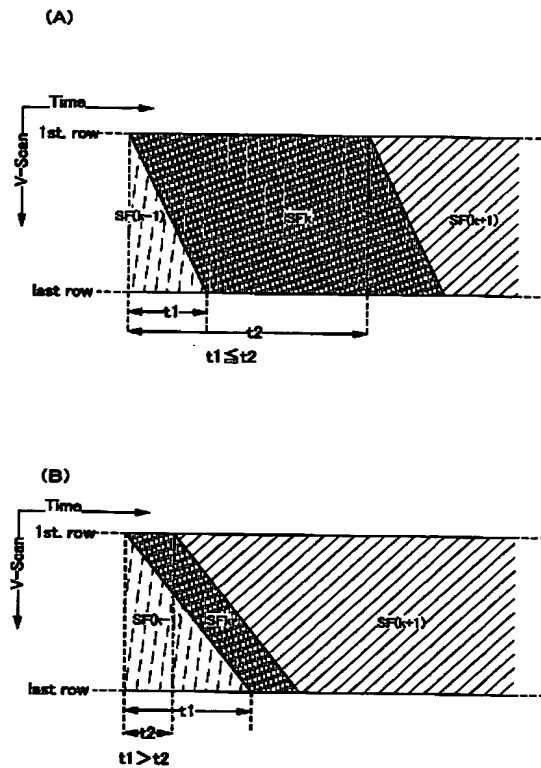 (A)
Time
V-Scan
1st. row
SF(k-1)
SFk
SF(k+1)
last row
t1
t2
t1≦t2
(B)
Time
V-Scan
1st. row
SF(k-1)
SFk
SF(k+1)
last row
t1
t2
t1>t2